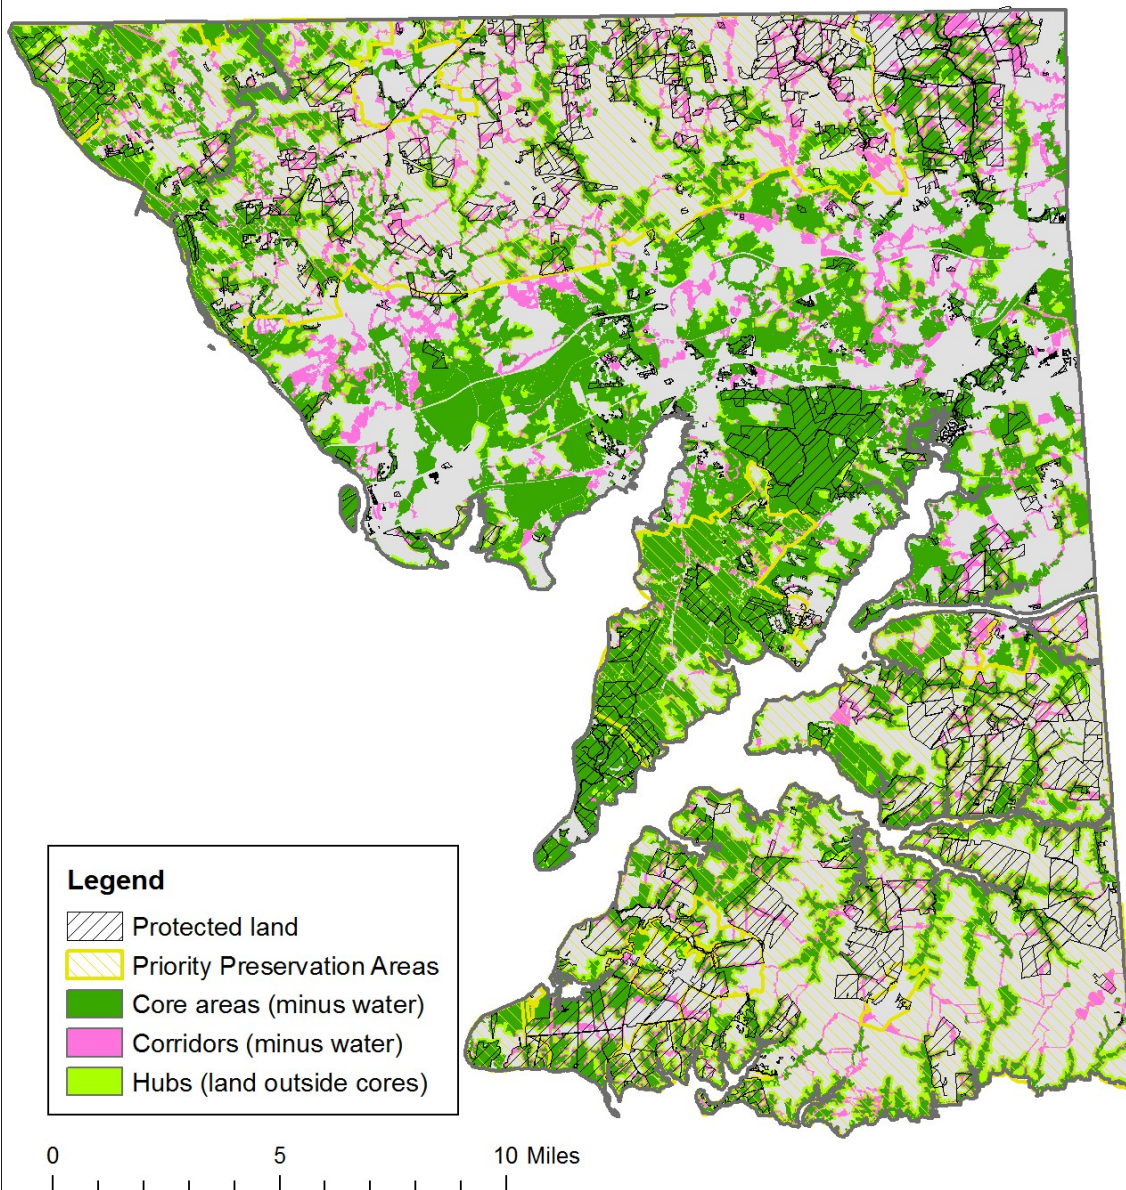 Legend
Protected land
Priority Preservation Areas
Core areas (minus water)
Corridors (minus water)
Hubs (land outside cores)
0 5 10 Miles